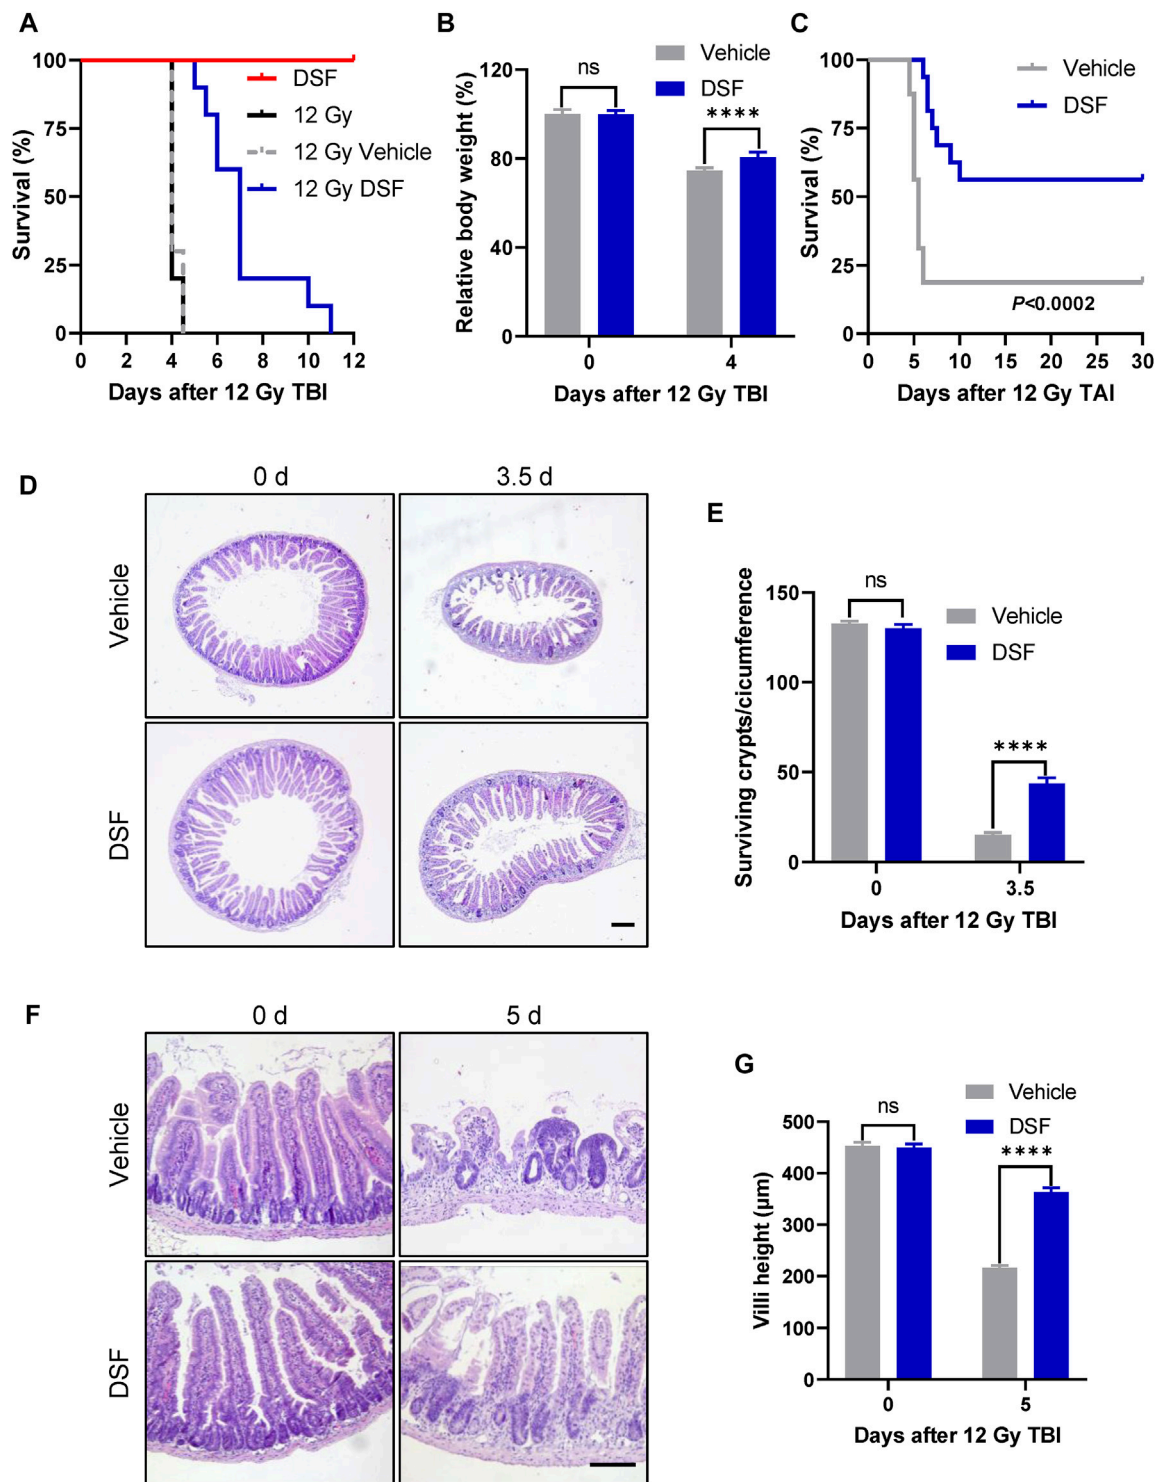 A
100
75
50
25
0
Survival (%)
0 2 4 6 8 10 12
Days after 12 Gy TBI
DSF
12 Gy
12 Gy Vehicle
12 Gy DSF
B
Vehicle
DSF
120
80
40
0
Relative body weight (%)
ns
****
0 4
Days after 12 Gy TBI
C
100
75
50
25
0
Survival (%)
Vehicle
DSF
P<0.0002
0 5 10 15 20 25 30
Days after 12 Gy TAI
D
0 d 3.5 d
Vehicle
DSF
E
150
100
50
0
Surviving crypts/cicumference
ns
****
Vehicle
DSF
0 3.5
Days after 12 Gy TBI
F
0 d 5 d
Vehicle
DSF
G
Vehicle
DSF
500
400
300
200
100
0
Villi height (μm)
ns
****
0 5
Days after 12 Gy TBI